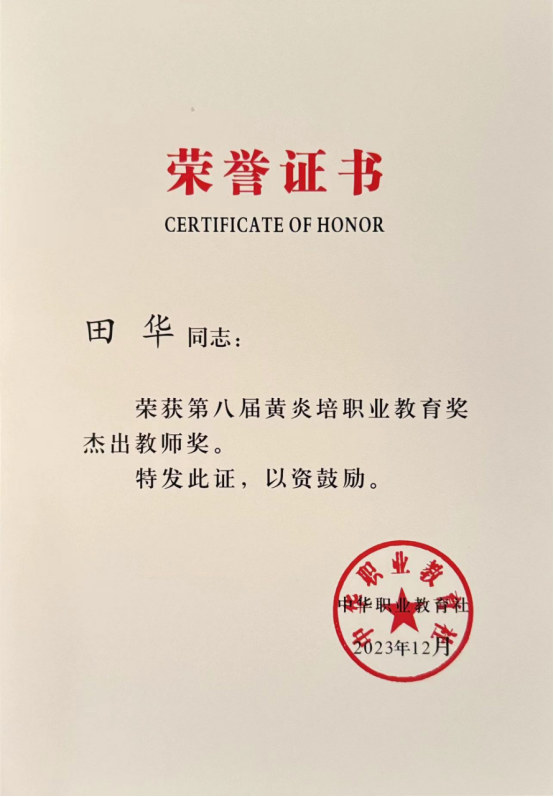 荣誉证书
CERTIFICATE OF HONOR
田 华 同志：
荣获第八届黄炎培职业教育奖
杰出教师奖。
特发此证，以资鼓励。
中华职业教育社
中华职业教育社
2023年12月